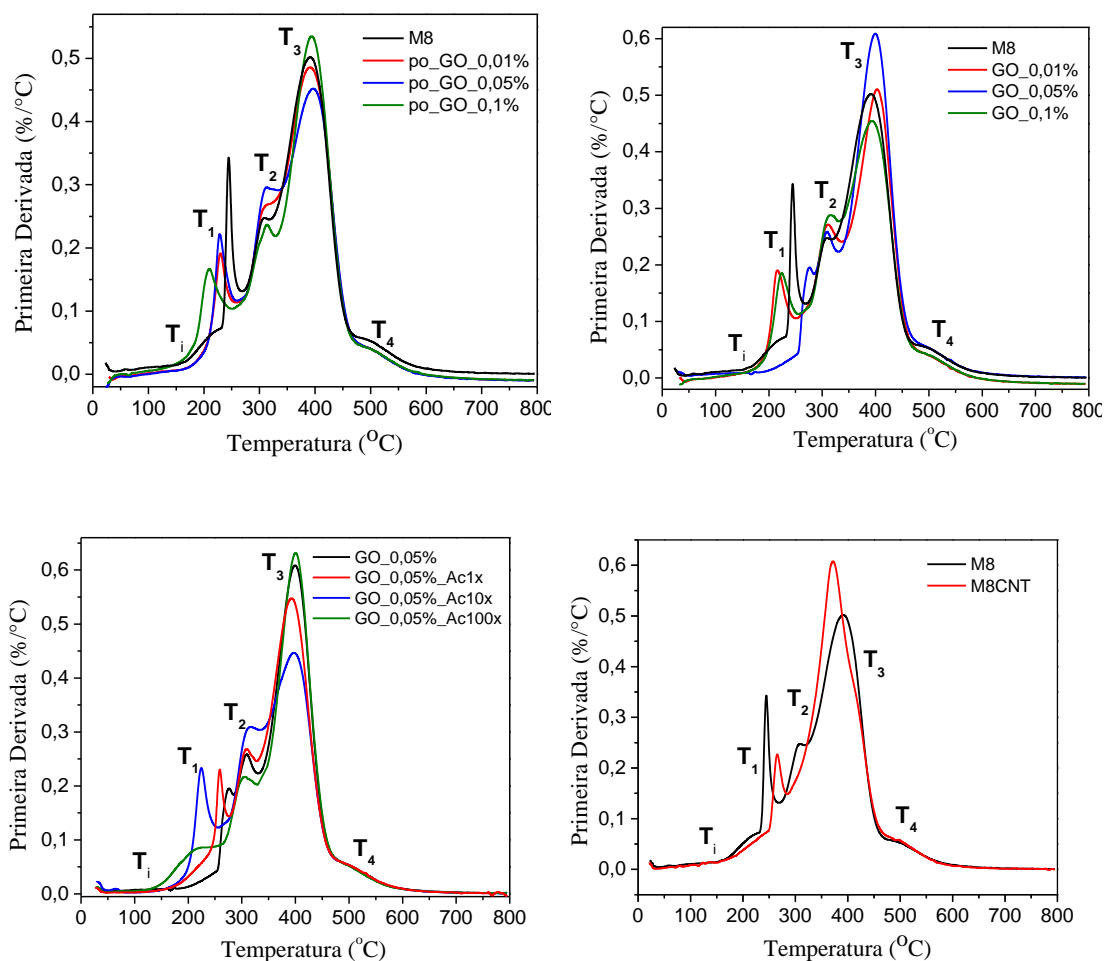 Primeira Derivada (%/°C)
0,5
0,4
0,3
0,2
0,1
0,0
T3
T2
T1
Ti
T4
M8
po_GO_0,01%
po_GO_0,05%
po_GO_0,1%
0 100 200 300 400 500 600 700 800
Temperatura (OC)
Primeira Derivada (%/°C)
0,6
0,5
0,4
0,3
0,2
0,1
0,0
T3
T2
T1
Ti
T4
M8
GO_0,01%
GO_0,05%
GO_0,1%
0 100 200 300 400 500 600 700 800
Temperatura (oC)
Primeira Derivada (%/°C)
0,6
0,5
0,4
0,3
0,2
0,1
0,0
T3
T2
T1
Ti
T4
GO_0,05%
GO_0,05%_Ac1x
GO_0,05%_Ac10x
GO_0,05%_Ac100x
0 100 200 300 400 500 600 700 800
Temperatura (oC)
Primeira Derivada (%/°C)
0,6
0,5
0,4
0,3
0,2
0,1
0,0
T3
T2
T1
Ti
T4
M8
M8CNT
0 100 200 300 400 500 600 700 800
Temperatura (OC)